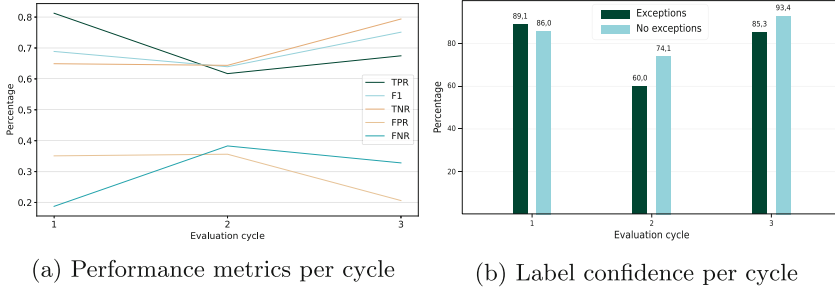 0.8
0.7
0.6
0.5
0.4
0.3
0.2
Percentage
TPR
F1
TNR
FPR
FNR
1
2
3
Evaluation cycle
(a) Performance metrics per cycle
80
60
40
20
Percentage
Exceptions
No exceptions
89,1
86,0
60,0
74,1
85,3
93,4
1
2
3
Evaluation cycle
(b) Label confidence per cycle